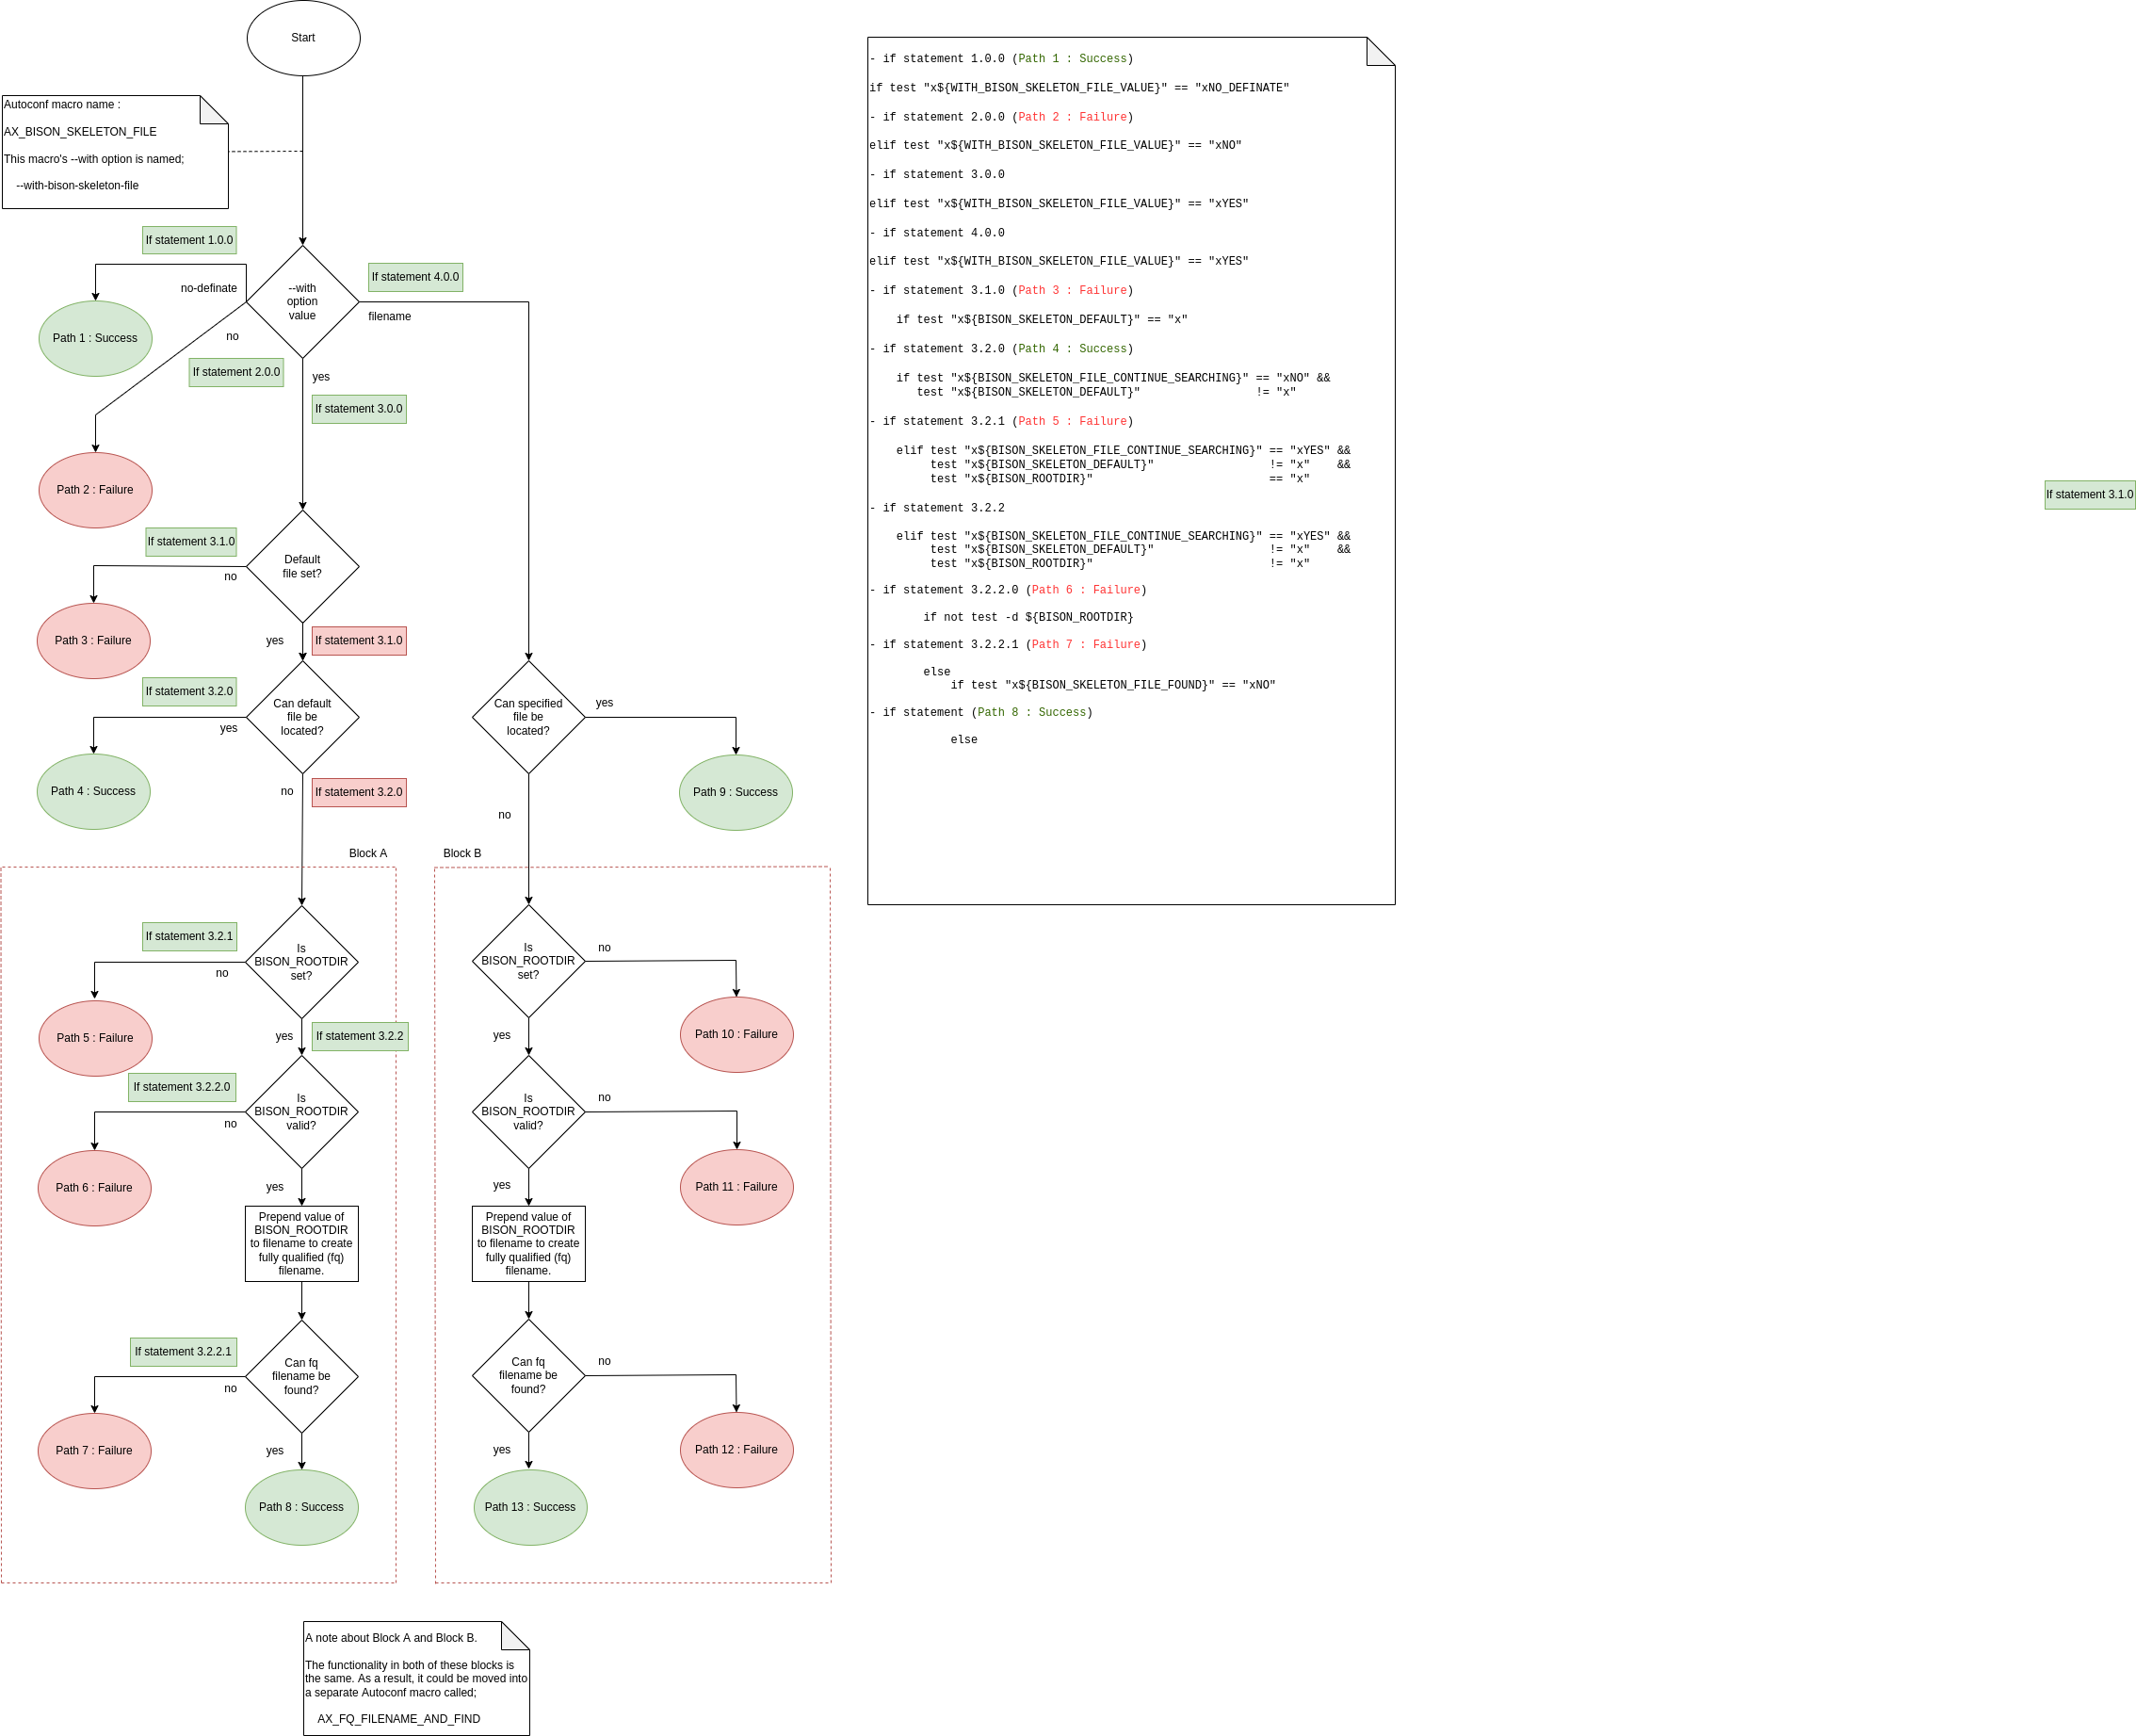 Start
Autoconf macro name :
AX_BISON_SKELETON_FILE
This macro's --with option is named;
--with-bison-skeleton-file
If statement 1.0.0
no-definate
--with
option
value
If statement 4.0.0
filename
Path 1 : Success
no
If statement 2.0.0
yes
If statement 3.0.0
Path 2 : Failure
If statement 3.1.0
no
Default
file set?
Path 3 : Failure
yes
If statement 3.1.0
If statement 3.2.0
yes
Can default
file be
located?
Can specified
file be
located?
yes
Path 4 : Success
no
If statement 3.2.0
no
Path 9 : Success
Block A
Block B
If statement 3.2.1
no
Is
BISON_ROOTDIR
set?
Is
BISON_ROOTDIR
set?
no
Path 5 : Failure
yes
If statement 3.2.2
yes
Path 10 : Failure
If statement 3.2.2.0
no
Is
BISON_ROOTDIR
valid?
Is
BISON_ROOTDIR
valid?
no
Path 6 : Failure
yes
yes
Path 11 : Failure
Prepend value of
BISON_ROOTDIR
to filename to create
fully qualified (fq)
filename.
Prepend value of
BISON_ROOTDIR
to filename to create
fully qualified (fq)
filename.
If statement 3.2.2.1
no
Can fq
filename be
found?
Can fq
filename be
found?
no
Path 7 : Failure
yes
yes
Path 12 : Failure
Path 8 : Success
Path 13 : Success
A note about Block A and Block B.
The functionality in both of these blocks is
the same. As a result, it could be moved into
a separate Autoconf macro called;
AX_FQ_FILENAME_AND_FIND
- if statement 1.0.0 (Path 1 : Success)
if test "x${WITH_BISON_SKELETON_FILE_VALUE}" == "xNO_DEFINATE"
- if statement 2.0.0 (Path 2 : Failure)
elif test "x${WITH_BISON_SKELETON_FILE_VALUE}" == "xNO"
- if statement 3.0.0
elif test "x${WITH_BISON_SKELETON_FILE_VALUE}" == "xYES"
- if statement 4.0.0
elif test "x${WITH_BISON_SKELETON_FILE_VALUE}" == "xYES"
- if statement 3.1.0 (Path 3 : Failure)
if test "x${BISON_SKELETON_DEFAULT}" == "x"
- if statement 3.2.0 (Path 4 : Success)
if test "x${BISON_SKELETON_FILE_CONTINUE_SEARCHING}" == "xNO" &&
test "x${BISON_SKELETON_DEFAULT}" != "x"
- if statement 3.2.1 (Path 5 : Failure)
elif test "x${BISON_SKELETON_FILE_CONTINUE_SEARCHING}" == "xYES" &&
test "x${BISON_SKELETON_DEFAULT}" != "x" &&
test "x${BISON_ROOTDIR}" == "x"
- if statement 3.2.2
elif test "x${BISON_SKELETON_FILE_CONTINUE_SEARCHING}" == "xYES" &&
test "x${BISON_SKELETON_DEFAULT}" != "x" &&
test "x${BISON_ROOTDIR}" != "x"
- if statement 3.2.2.0 (Path 6 : Failure)
if not test -d ${BISON_ROOTDIR}
- if statement 3.2.2.1 (Path 7 : Failure)
else
if test "x${BISON_SKELETON_FILE_FOUND}" == "xNO"
- if statement (Path 8 : Success)
else
If statement 3.1.0